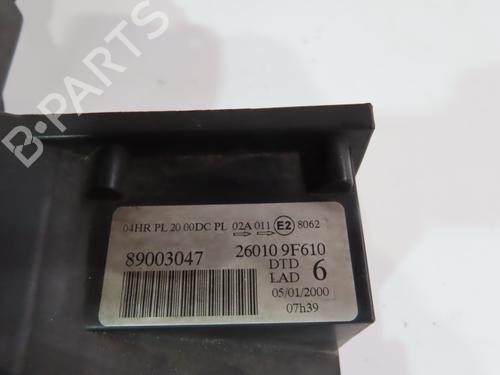 B-PARTS
04HR PL 20 00DC PL 02A 011 E2 8062
89003047 26010 9F610
DTD
LAD 6
05/01/2000
07h39